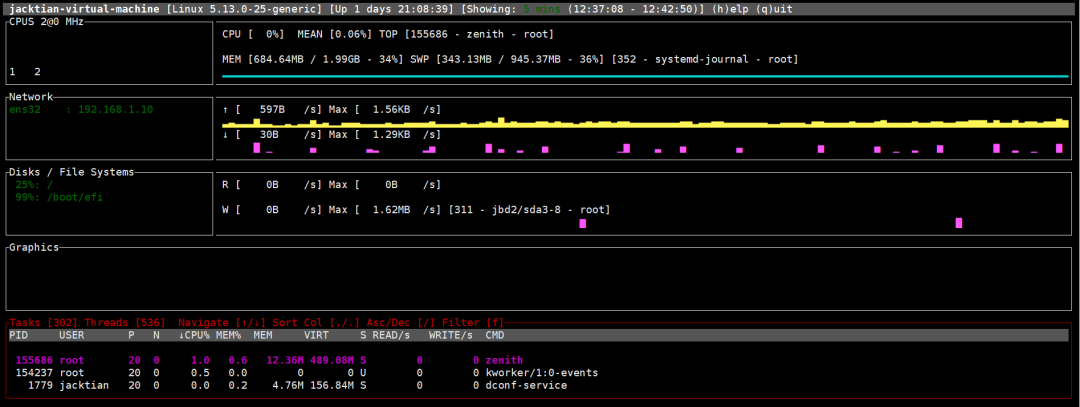 jacktian-virtual-machine [Linux 5.13.0-25-generic] [Up 1 days 21:08:39] [Showing: 5 mins (12:37:08 - 12:42:50)] (h)elp (q)uit
CPUS 2@0 MHz
CPU [ 0%] MEAN [0.06%] TOP [155686 - zenith - root]
MEM [684.64MB / 1.99GB - 34%] SWP [343.13MB / 945.37MB - 36%] [352 - systemd-journal - root]
1 2
Network
ens32 : 192.168.1.10
↑ [ 597B /s] Max [ 1.56KB /s]
↓ [ 30B /s] Max [ 1.29KB /s]
Disks / File Systems
25%: /
99%: /boot/efi
R [ 0B /s] Max [ 0B /s]
W [ 0B /s] Max [ 1.62MB /s] [311 - jbd2/sda3-8 - root]
Graphics
Tasks [302] Threads [536] Navigate [↑/↓] Sort Col [,/.] Asc/Dec [/] Filter [f]
PID USER P N ↓CPU% MEM% MEM VIRT S READ/s WRITE/s CMD
155686 root 20 0 1.0 0.6 12.36M 489.08M S 0 0 zenith
154237 root 20 0 0.5 0.0 0 0 U 0 0 kworker/1:0-events
1779 jacktian 20 0 0.0 0.2 4.76M 156.84M S 0 0 dconf-service